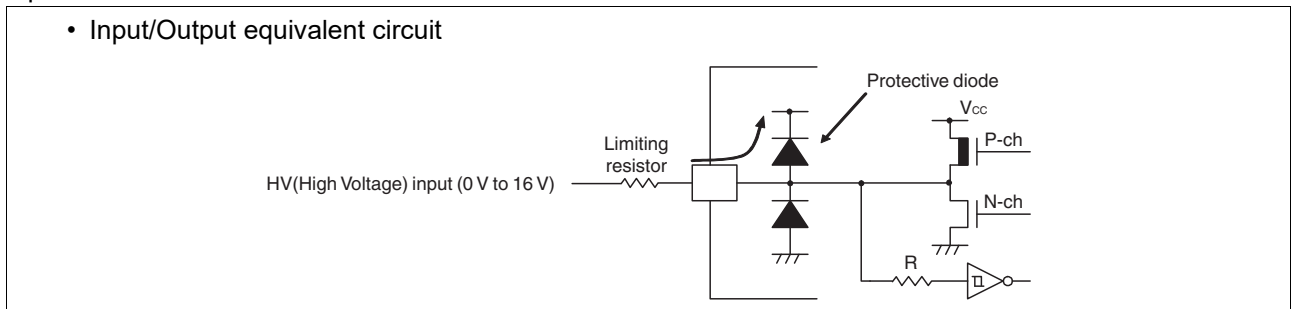 • Input/Output equivalent circuit
Protective diode
VCC
P-ch
Limiting
resistor
HV(High Voltage) input (0 V to 16 V)
N-ch
R